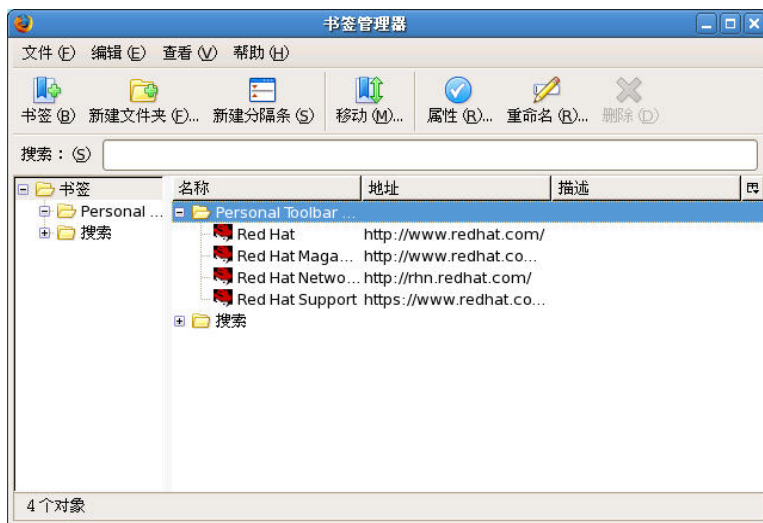 书签管理器
文件 (F) 编辑 (E) 查看 (V) 帮助 (H)
书签 (B) 新建文件夹 (F)... 新建分隔条 (S) 移动 (M)... 属性 (R)... 重命名 (R)... 删除 (D)
搜索： (S)
书签 名称 地址 描述
Personal ... Personal Toolbar ...
搜索 Red Hat http://www.redhat.com/
Red Hat Maga... http://www.redhat.co...
Red Hat Netwo... http://rhn.redhat.com/
Red Hat Support https://www.redhat.co...
搜索
4 个对象